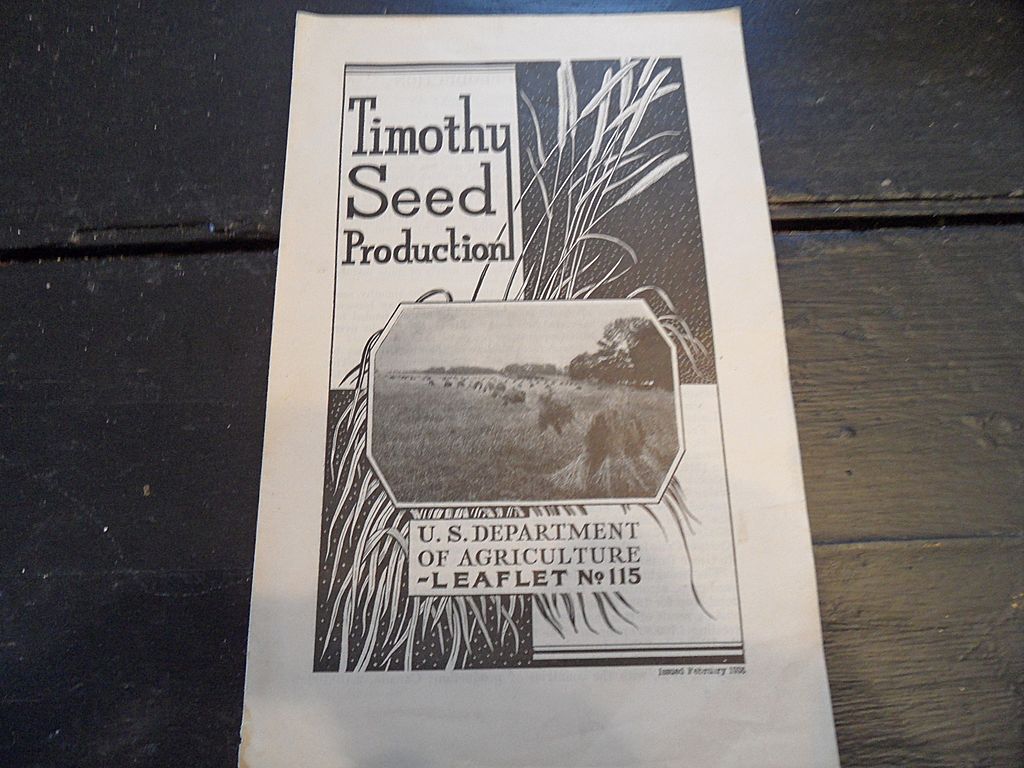 Timothy
Seed
Production
U. S. DEPARTMENT
OF AGRICULTURE
-LEAFLET No 115
Issued February